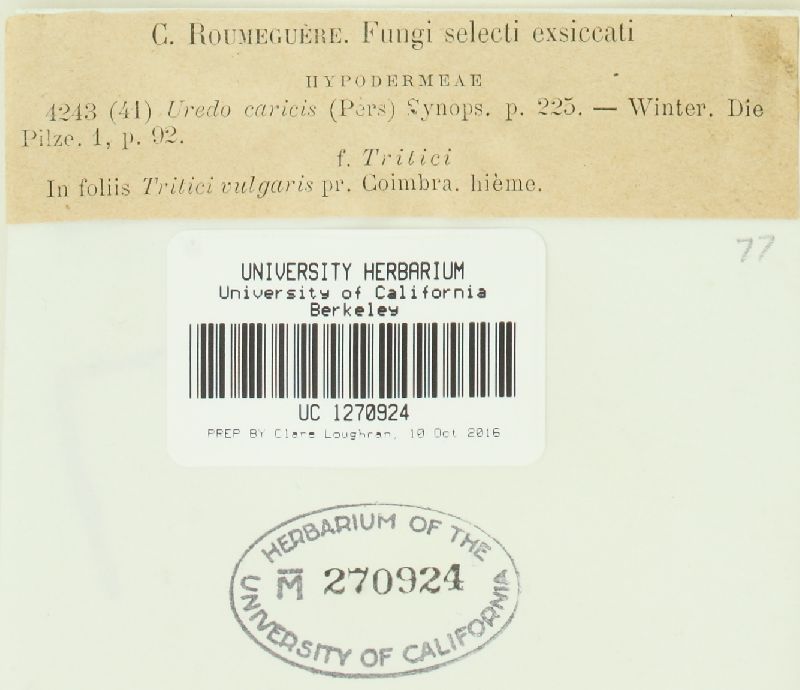 C. ROUMEGUÈRE. Fungi selecti exsiccati
HYPODERMEAE
4243 (41) Uredo caricis (Pers) Synops. p. 225. — Winter. Die
Pilze. 1, p. 92.
f. Tritici
In foliis Tritici vulgaris pr. Coimbra. hième.
77
UNIVERSITY HERBARIUM
University of California
Berkeley
UC 1270924
PREP BY Clare Loughran, 10 Oct 2016
HERBARIUM OF THE
M̅ 270924
UNIVERSITY OF CALIFORNIA